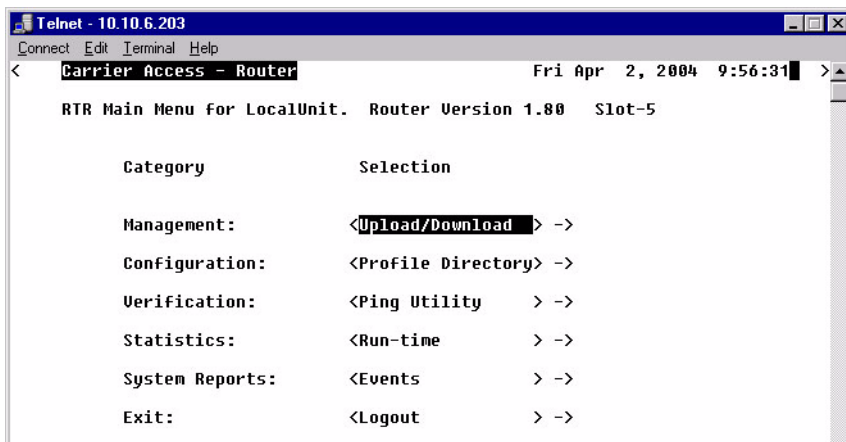 Telnet - 10.10.6.203
Connect Edit Terminal Help
< Carrier Access - Router Fri Apr 2, 2004 9:56:31 >
RTR Main Menu for LocalUnit. Router Version 1.80 Slot-5
Category Selection
Management: <Upload/Download > ->
Configuration: <Profile Directory> ->
Verification: <Ping Utility > ->
Statistics: <Run-time > ->
System Reports: <Events > ->
Exit: <Logout > ->